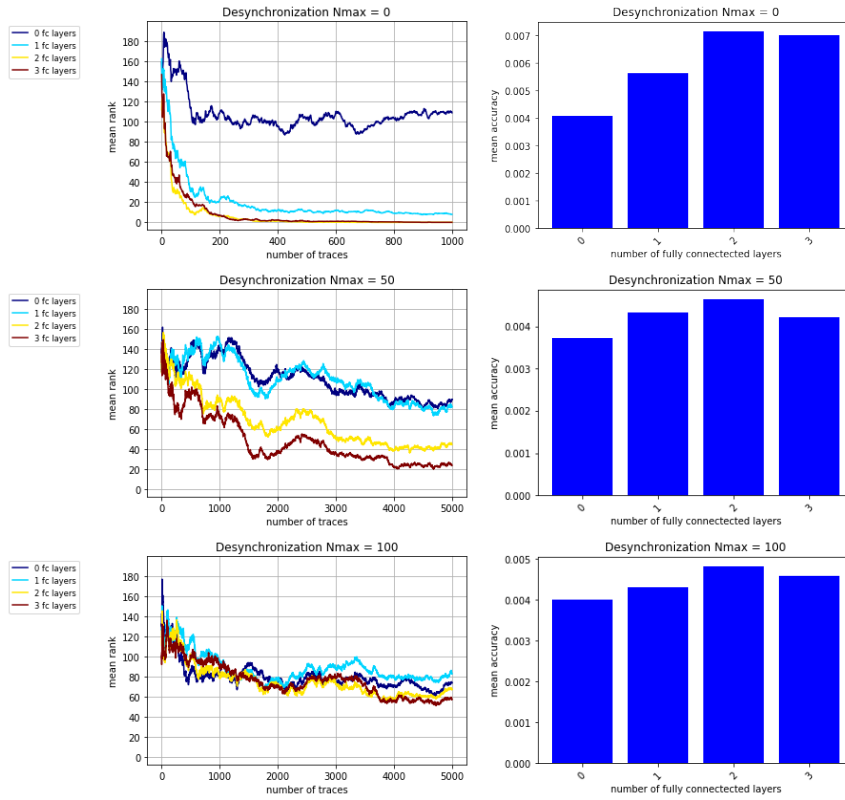 Desynchronization Nmax = 0
0 fc layers
1 fc layers
2 fc layers
3 fc layers
180
160
140
120
100
80
60
40
20
0
mean rank
0 200 400 600 800 1000
number of traces
Desynchronization Nmax = 0
0.007
0.006
0.005
0.004
0.003
0.002
0.001
0.000
mean accuracy
0 1 2 3
number of fully connectected layers
Desynchronization Nmax = 50
0 fc layers
1 fc layers
2 fc layers
3 fc layers
180
160
140
120
100
80
60
40
20
0
mean rank
0 1000 2000 3000 4000 5000
number of traces
Desynchronization Nmax = 50
0.004
0.003
0.002
0.001
0.000
mean accuracy
0 1 2 3
number of fully connectected layers
Desynchronization Nmax = 100
0 fc layers
1 fc layers
2 fc layers
3 fc layers
180
160
140
120
100
80
60
40
20
0
mean rank
0 1000 2000 3000 4000 5000
number of traces
Desynchronization Nmax = 100
0.005
0.004
0.003
0.002
0.001
0.000
mean accuracy
0 1 2 3
number of fully connectected layers